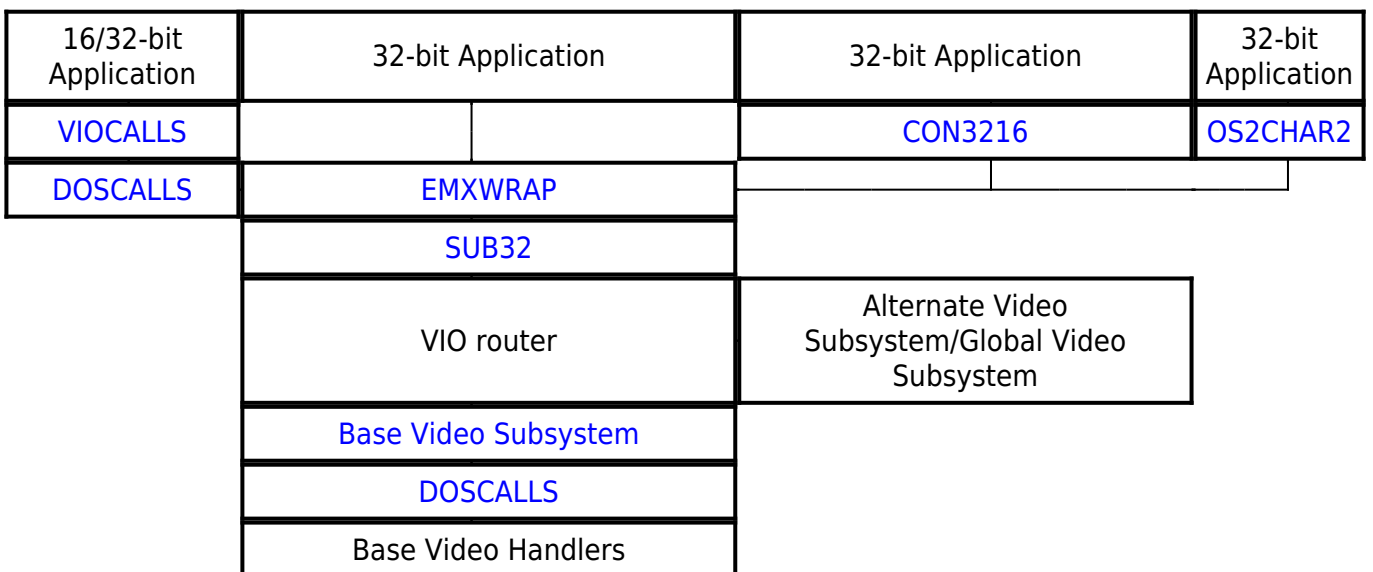 16/32-bit
Application
32-bit Application
32-bit Application
32-bit
Application
VIOCALLS
CON3216
OS2CHAR2
DOSCALLS
EMXWRAP
SUB32
VIO router
Alternate Video
Subsystem/Global Video
Subsystem
Base Video Subsystem
DOSCALLS
Base Video Handlers